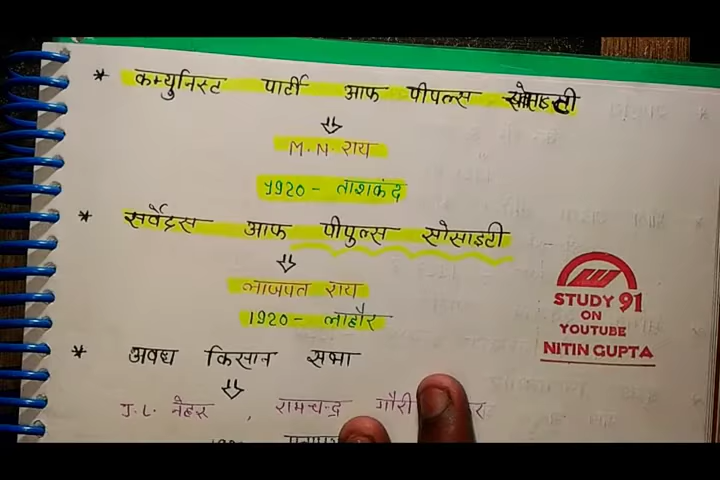 * कम्युनिस्ट पार्टी आफ पीपल्स सोसाइटी
M.N. राय
1920 - ताशकंद
* सर्वेंट्स आफ पीपुल्स सोसाइटी
लाजपत राय
1920 - लाहौर
* अवध किसान सभा
J.L. नेहरू , रामचन्द्र गौरी
STUDY 91
ON
YOUTUBE
NITIN GUPTA